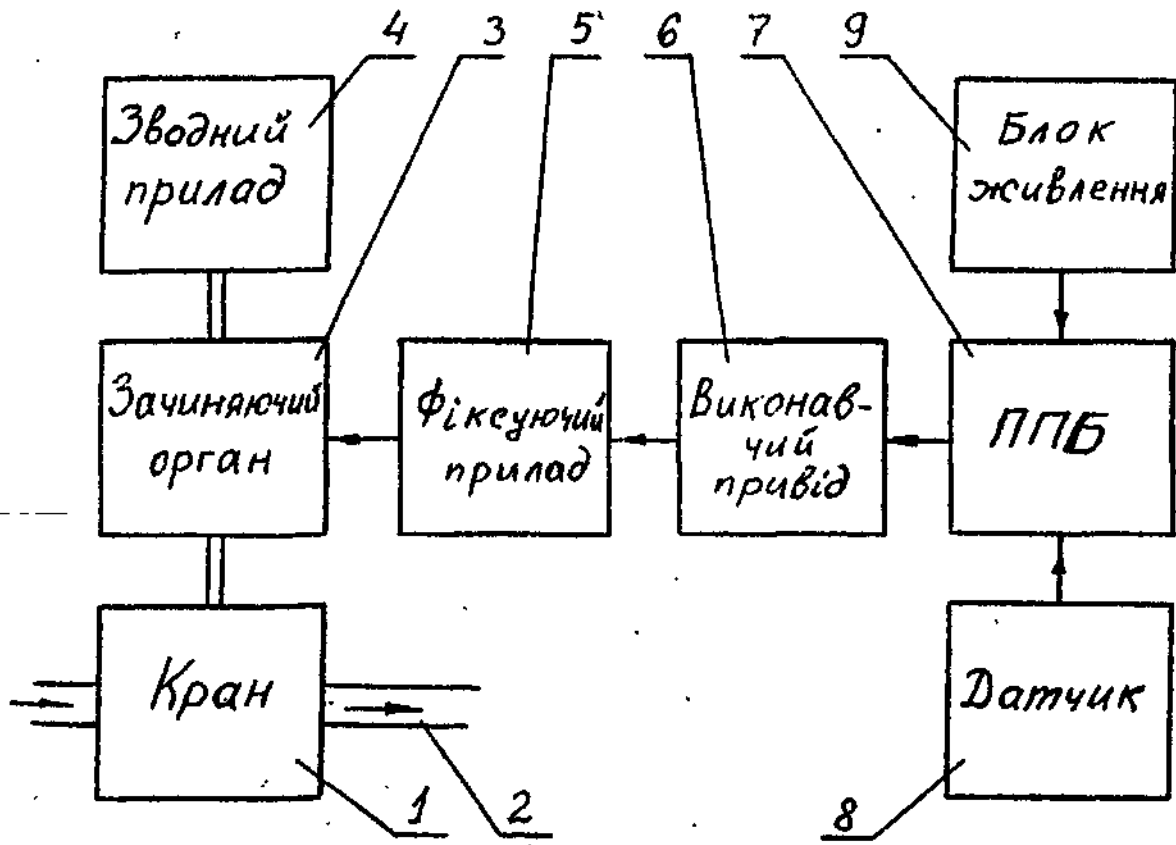 4 3 5 6 7 9
Зводний
прилад
Блок
живлення
Зачиняючий
орган
Фіксуючий
прилад
Виконав-
чий
привід
ППБ
Кран
Датчик
1 2 8